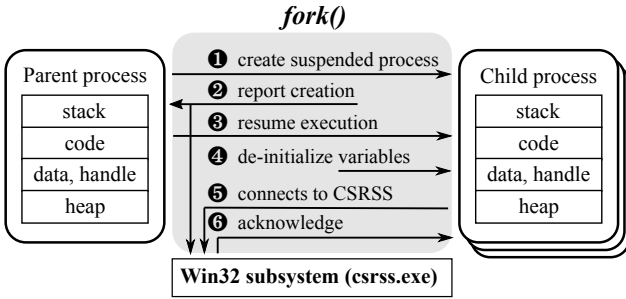 fork()
Parent process
stack
code
data, handle
heap
❶ create suspended process
❷ report creation
❸ resume execution
❹ de-initialize variables
❺ connects to CSRSS
❻ acknowledge
Child process
stack
code
data, handle
heap
Win32 subsystem (csrss.exe)